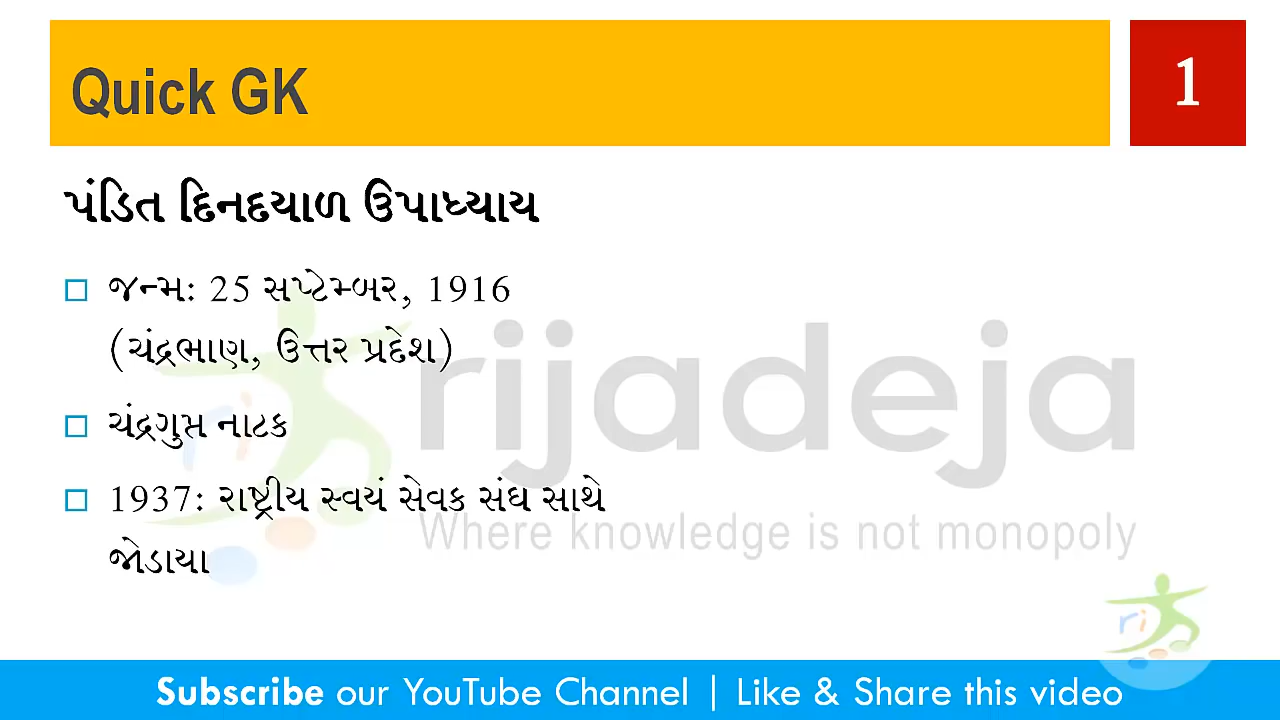 Quick GK
1
પંડિત દિનદયાળ ઉપાધ્યાય
જન્મ: 25 સપ્ટેમ્બર, 1916
(ચંદ્રભાણ, ઉત્તર પ્રદેશ)
ચંદ્રગુપ્ત નાટક
1937: રાષ્ટ્રીય સ્વયં સેવક સંઘ સાથે
જોડાયા
rijadeja
Where knowledge is not monopoly
ri
Subscribe our YouTube Channel | Like & Share this video